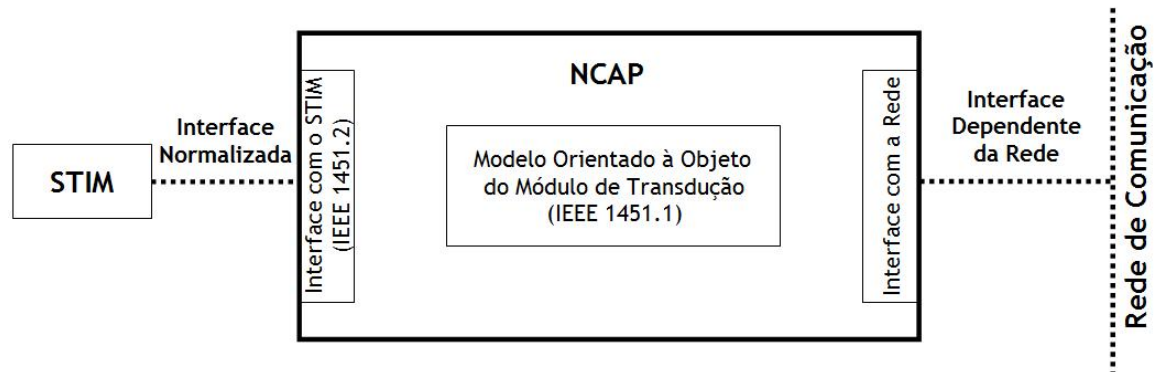 STIM
Interface
Normalizada
Interface com o STIM
(IEEE 1451.2)
NCAP
Modelo Orientado à Objeto
do Módulo de Transdução
(IEEE 1451.1)
Interface com a Rede
Interface
Dependente
da Rede
Rede de Comunicação